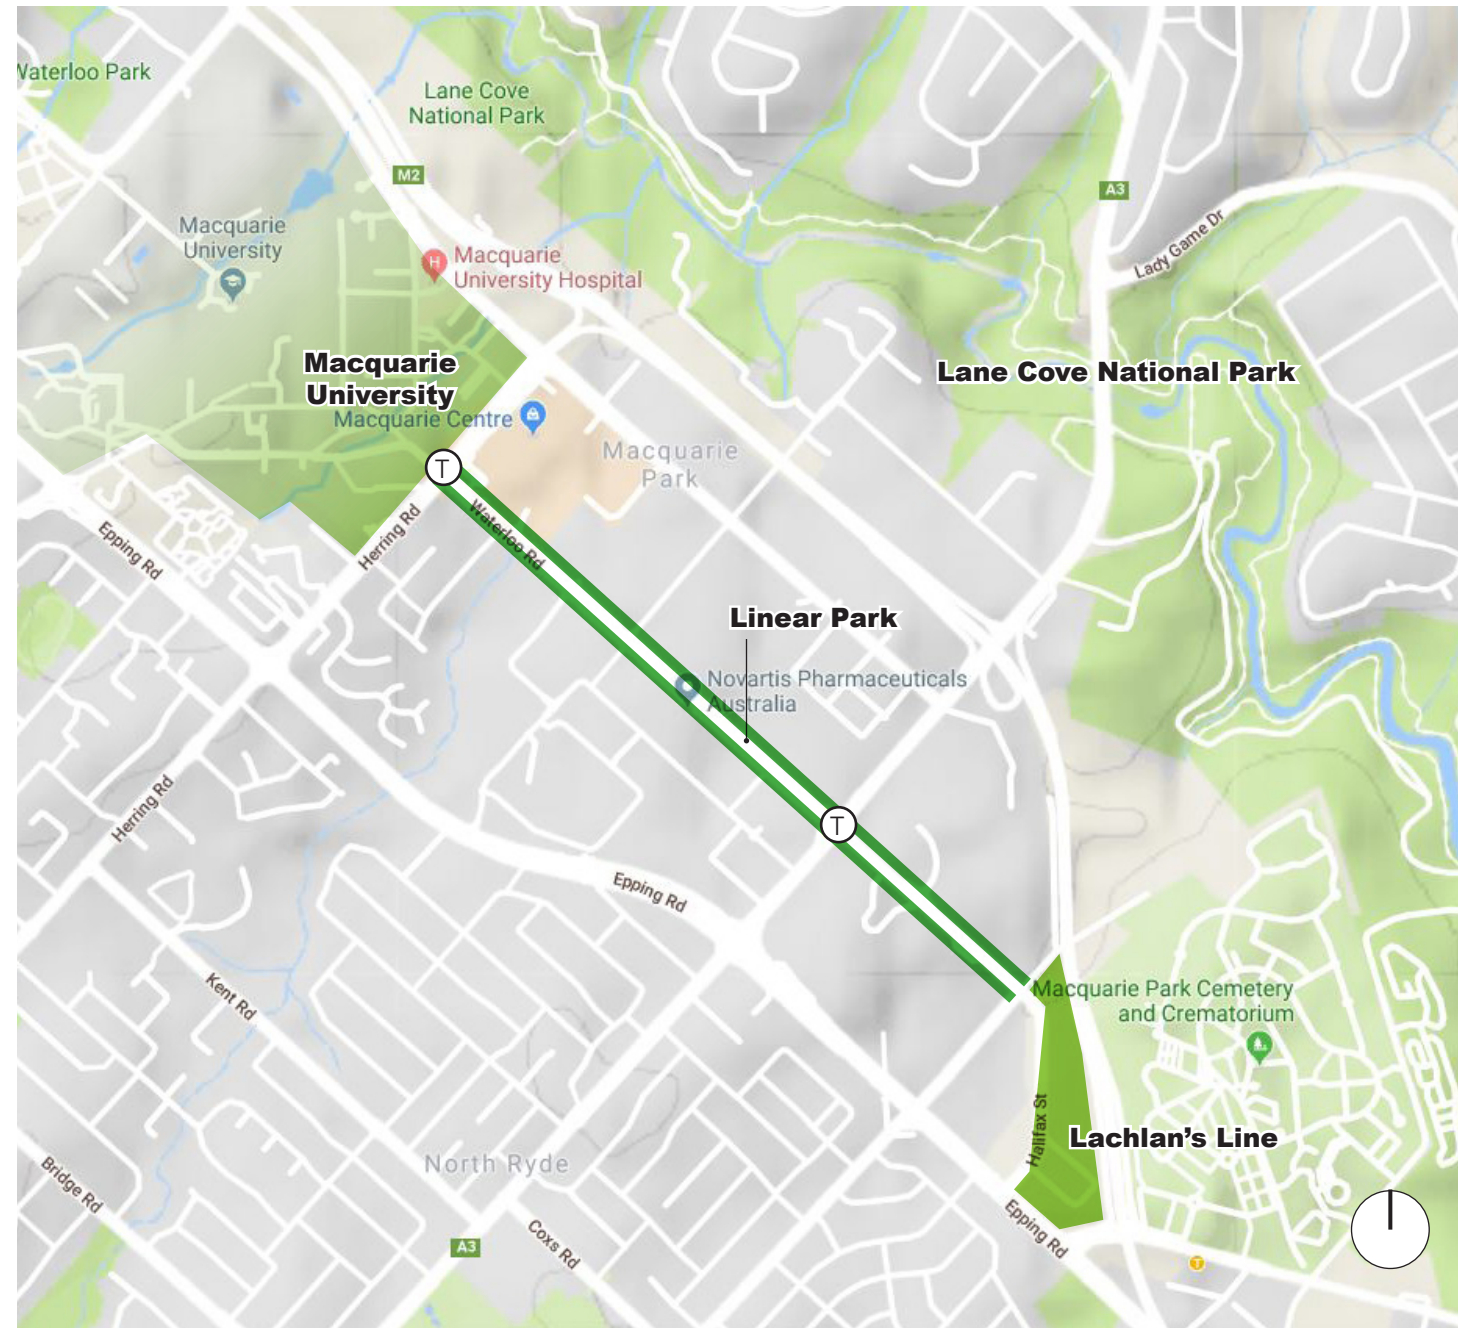 Waterloo Park
Lane Cove
National Park
M2
A3
Macquarie
University
Macquarie
University Hospital
Lady Game Dr
Macquarie
University
Lane Cove National Park
Macquarie Centre
Macquarie
Park
T
Waterloo Rd
Herring Rd
Epping Rd
Linear Park
Novartis Pharmaceuticals
Australia
Herring Rd
T
Epping Rd
Kent Rd
Macquarie Park Cemetery
and Crematorium
Halifax St
Lachlan's Line
North Ryde
Bridge Rd
Epping Rd
Coxs Rd
A3
T
H